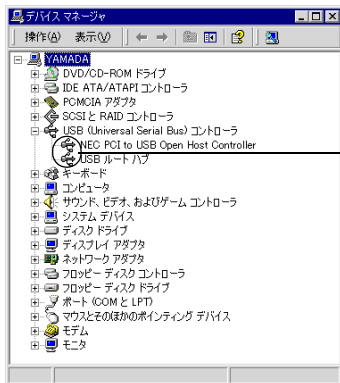 デバイス マネージャ
操作(A) 表示(V)
YAMADA
DVD/CD-ROM ドライブ
IDE ATA/ATAPI コントローラ
PCMCIA アダプタ
SCSI と RAID コントローラ
USB (Universal Serial Bus) コントローラ
NEC PCI to USB Open Host Controller
USB ルート ハブ
キーボード
コンピュータ
サウンド、ビデオ、およびゲーム コントローラ
システム デバイス
ディスク ドライブ
ディスプレイ アダプタ
ネットワーク アダプタ
フロッピー ディスク コントローラ
フロッピー ディスク ドライブ
ポート (COM と LPT)
マウスとそのほかのポインティング デバイス
モデム
モニタ